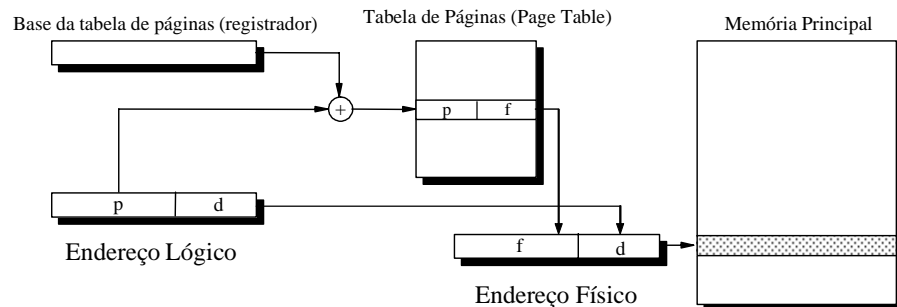 Base da tabela de páginas (registrador)
Tabela de Páginas (Page Table)
Memória Principal
+
p f
p d
Endereço Lógico
f d
Endereço Físico